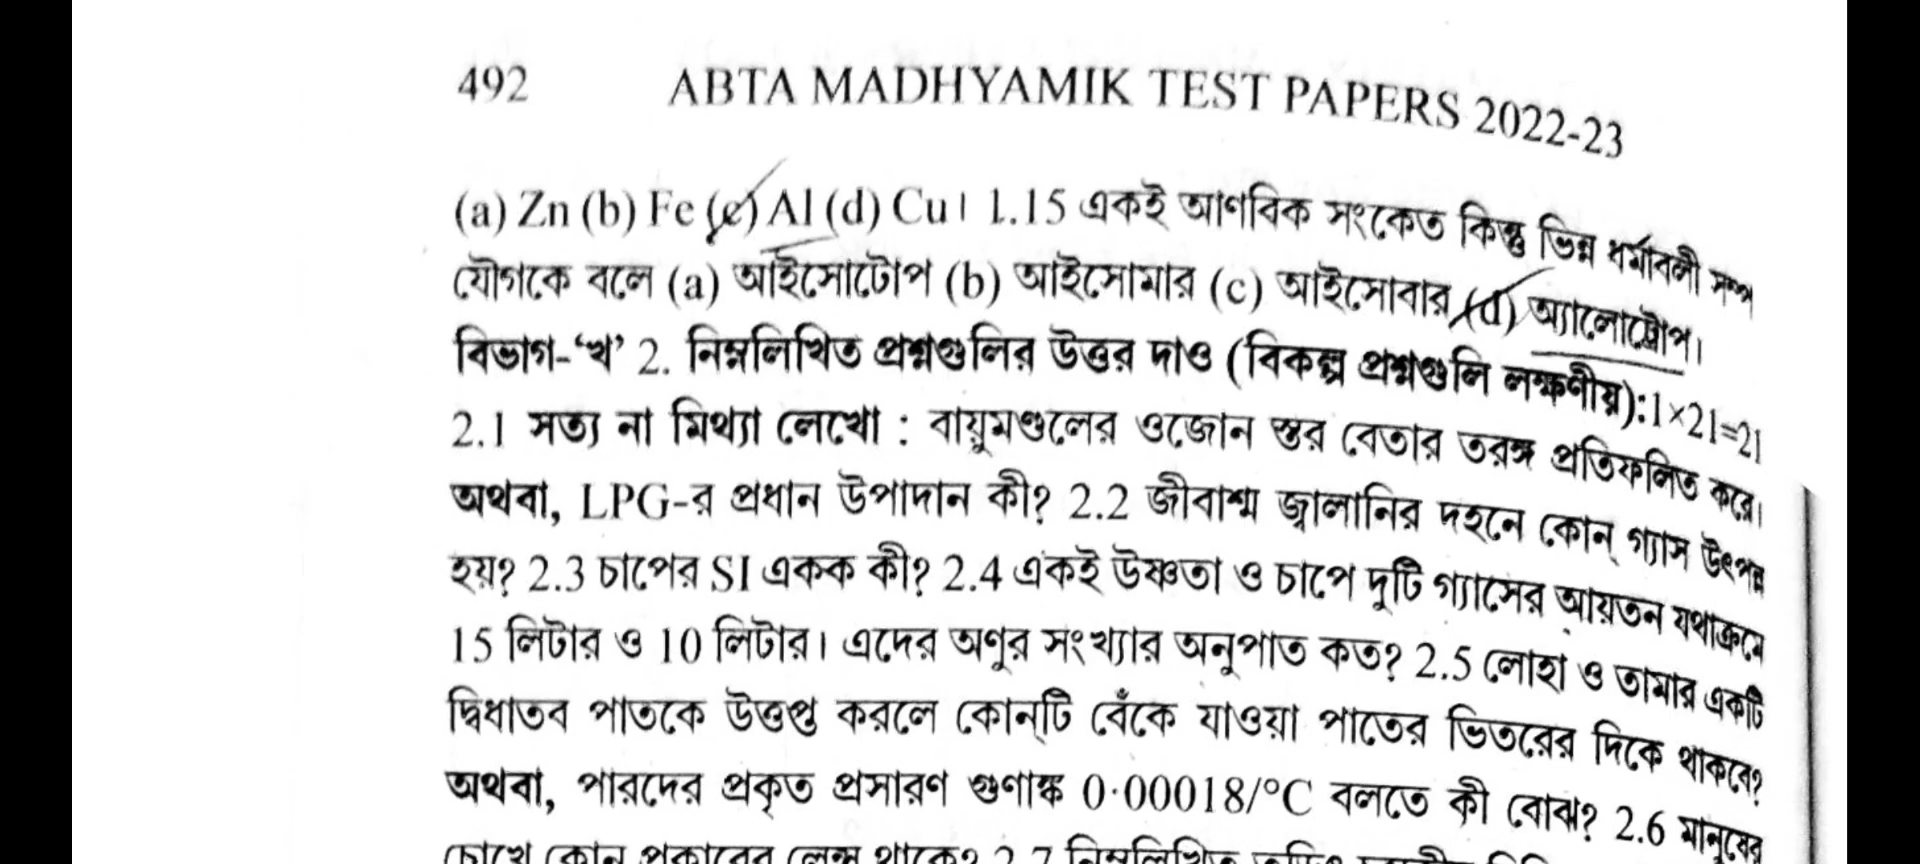 492 ABTA MADHYAMIK TEST PAPERS 2022-23
(a) Zn (b) Fe (c) Al (d) Cu। 1.15 একই আণবিক সংকেত কিন্তু ভিন্ন ধর্মাবলী সম্প
যৌগকে বলে (a) আইসোটোপ (b) আইসোমার (c) আইসোবার (d) অ্যালোট্রোপ।
বিভাগ-‘খ’ 2. নিম্নলিখিত প্রশ্নগুলির উত্তর দাও (বিকল্প প্রশ্নগুলি লক্ষণীয়):1×21=21
2.1 সত্য না মিথ্যা লেখো : বায়ুমণ্ডলের ওজোন স্তর বেতার তরঙ্গ প্রতিফলিত করে।
অথবা, LPG-র প্রধান উপাদান কী? 2.2 জীবাশ্ম জ্বালানির দহনে কোন্ গ্যাস উৎপন্ন
হয়? 2.3 চাপের SI একক কী? 2.4 একই উষ্ণতা ও চাপে দুটি গ্যাসের আয়তন যথাক্রমে
15 লিটার ও 10 লিটার। এদের অণুর সংখ্যার অনুপাত কত? 2.5 লোহা ও তামার একটি
দ্বিধাতব পাতকে উত্তপ্ত করলে কোন্‌টি বেঁকে যাওয়া পাতের ভিতরের দিকে থাকবে?
অথবা, পারদের প্রকৃত প্রসারণ গুণাঙ্ক 0·00018/°C বলতে কী বোঝ? 2.6 মানুষের
চোখে কোন প্রকারের লেন্স থাকে? 2.7 নিম্নলিখিত